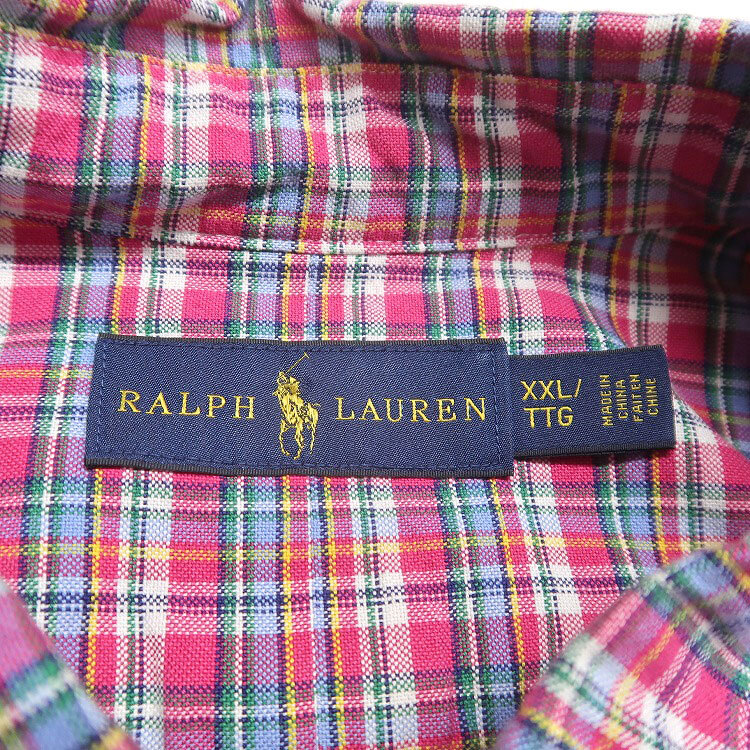 RALPH LAUREN
XXL/
TTG
MADE IN
CHINA
FAIT EN
CHINE